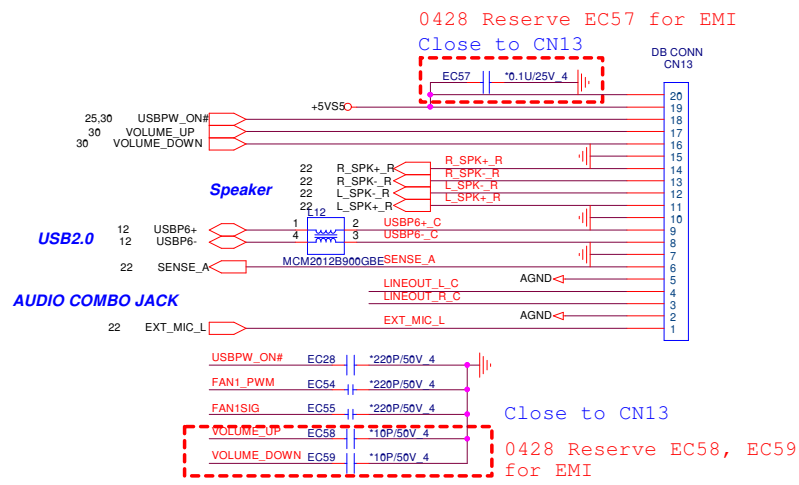 0428 Reserve EC57 for EMI
Close to CN13
DB CONN
CN13
EC57 *0.1U/25V_4
+5VS5
20
19
25,30 USBPW_ON# 18
30 VOLUME_UP 17
30 VOLUME_DOWN 16
15
22 R_SPK+_R R_SPK+_R 14
Speaker 22 R_SPK-_R R_SPK-_R 13
22 L_SPK-_R L_SPK-_R 12
22 L_SPK+_R L_SPK+_R 11
L12
10
12 USBP6+ 1 2 USBP6+_C 9
USB2.0 12 USBP6- 4 3 USBP6-_C 8
7
MCM2012B900GBE
22 SENSE_A SENSE_A 6
AGND 5
LINEOUT_L_C 4
AUDIO COMBO JACK
LINEOUT_R_C 3
AGND 2
22 EXT_MIC_L EXT_MIC_L 1
USBPW_ON# EC28 *220P/50V_4
FAN1_PWM EC54 *220P/50V_4
FAN1SIG EC55 *220P/50V_4
Close to CN13
VOLUME_UP EC58 *10P/50V_4
VOLUME_DOWN EC59 *10P/50V_4
0428 Reserve EC58, EC59
for EMI